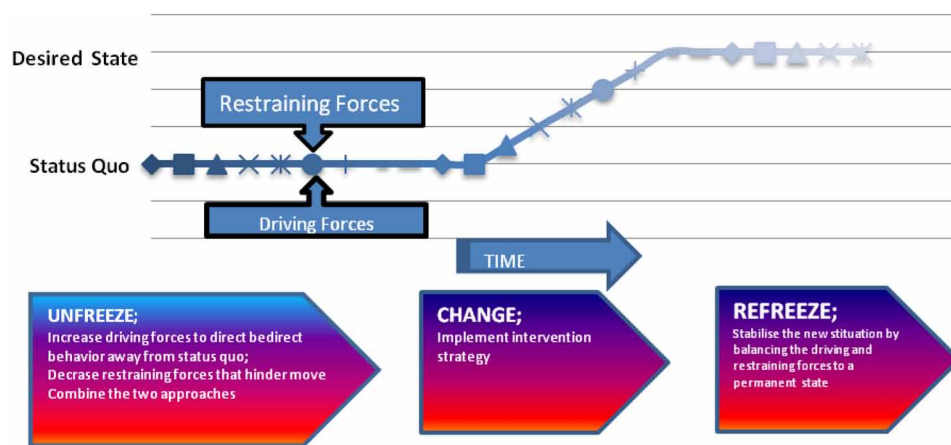 Desired State
Restraining Forces
Status Quo
Driving Forces
TIME
UNFREEZE;
Increase driving forces to direct bedirect
behavior away from status quo;
Decrase restraining forces that hinder move
Combine the two approaches
CHANGE;
Implement intervention
strategy
REFREEZE;
Stabilise the new stituation by
balancing the driving and
restraining forces to a
permanent state